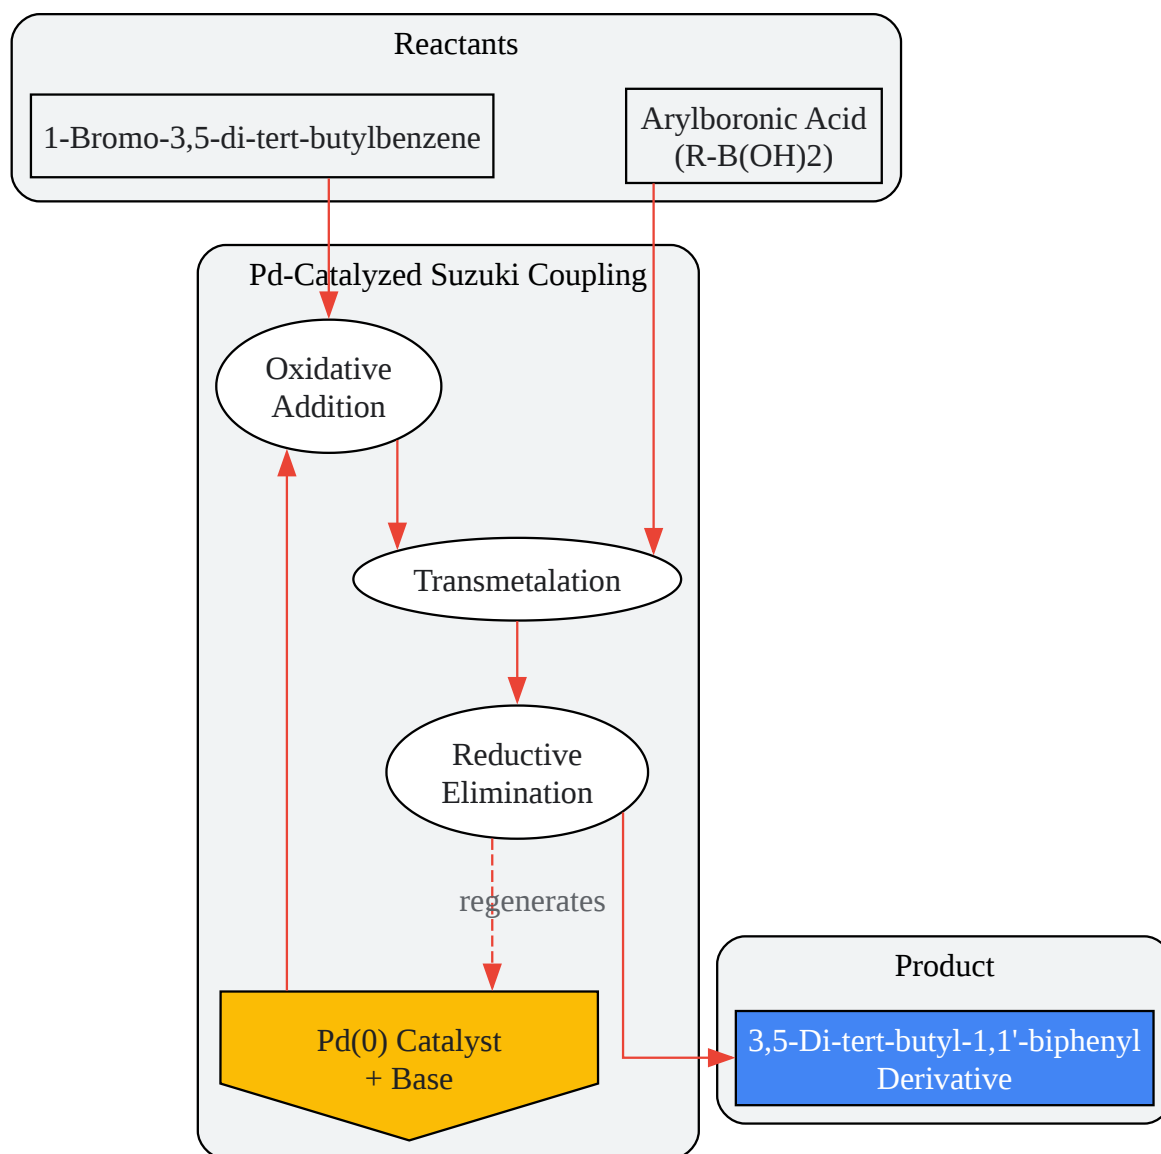 Reactants
1-Bromo-3,5-di-tert-butylbenzene
Arylboronic Acid
(R-B(OH)2)
Pd-Catalyzed Suzuki Coupling
Oxidative
Addition
Transmetalation
Reductive
Elimination
regenerates
Pd(0) Catalyst
+ Base
Product
3,5-Di-tert-butyl-1,1'-biphenyl
Derivative